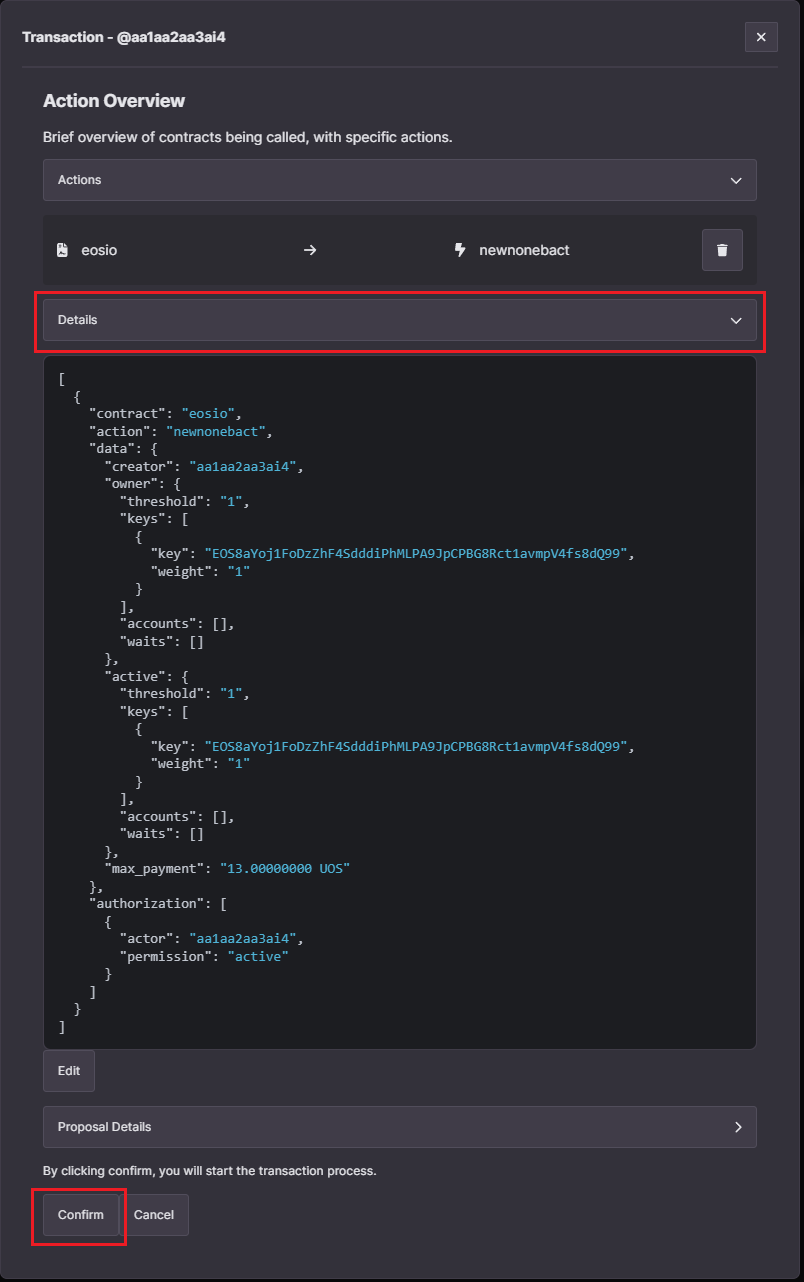 Transaction - @aa1aa2aa3ai4
Action Overview
Brief overview of contracts being called, with specific actions.
Actions
eosio → newnonebact
Details
[
  {
    "contract": "eosio",
    "action": "newnonebact",
    "data": {
      "creator": "aa1aa2aa3ai4",
      "owner": {
        "threshold": "1",
        "keys": [
          {
            "key": "EOS8aYoj1FoDzZhF4SdddiPhMLPA9JpCPBG8Rct1avmpV4fs8dQ99",
            "weight": "1"
          }
        ],
        "accounts": [],
        "waits": []
      },
      "active": {
        "threshold": "1",
        "keys": [
          {
            "key": "EOS8aYoj1FoDzZhF4SdddiPhMLPA9JpCPBG8Rct1avmpV4fs8dQ99",
            "weight": "1"
          }
        ],
        "accounts": [],
        "waits": []
      },
      "max_payment": "13.00000000 UOS"
    },
    "authorization": [
      {
        "actor": "aa1aa2aa3ai4",
        "permission": "active"
      }
    ]
  }
]
Edit
Proposal Details
By clicking confirm, you will start the transaction process.
Confirm Cancel